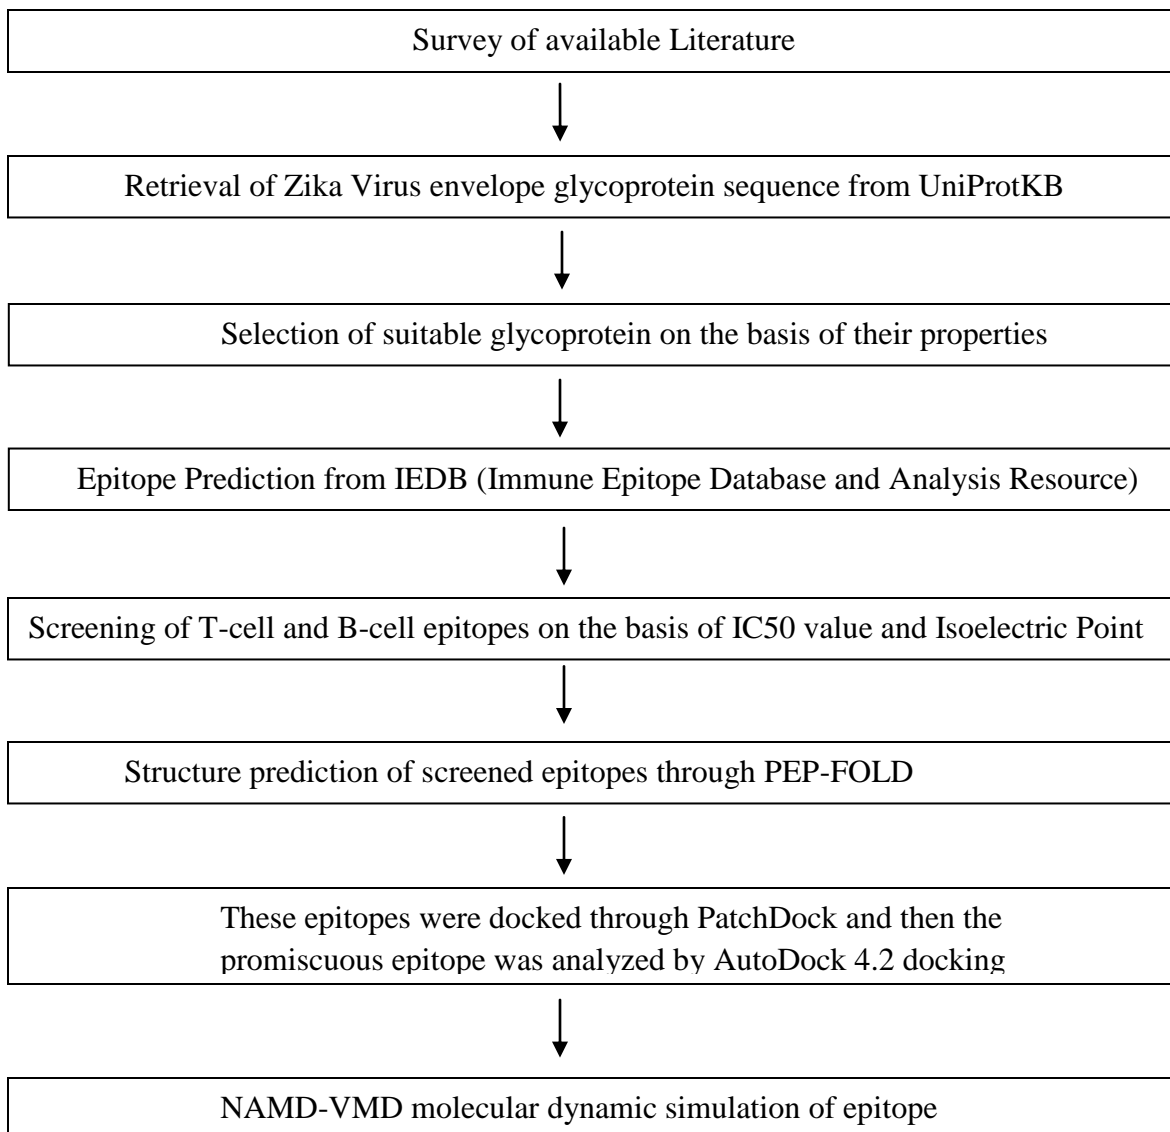 Survey of available Literature
Retrieval of Zika Virus envelope glycoprotein sequence from UniProtKB
Selection of suitable glycoprotein on the basis of their properties
Epitope Prediction from IEDB (Immune Epitope Database and Analysis Resource)
Screening of T-cell and B-cell epitopes on the basis of IC50 value and Isoelectric Point
Structure prediction of screened epitopes through PEP-FOLD
These epitopes were docked through PatchDock and then the
promiscuous epitope was analyzed by AutoDock 4.2 docking
NAMD-VMD molecular dynamic simulation of epitope